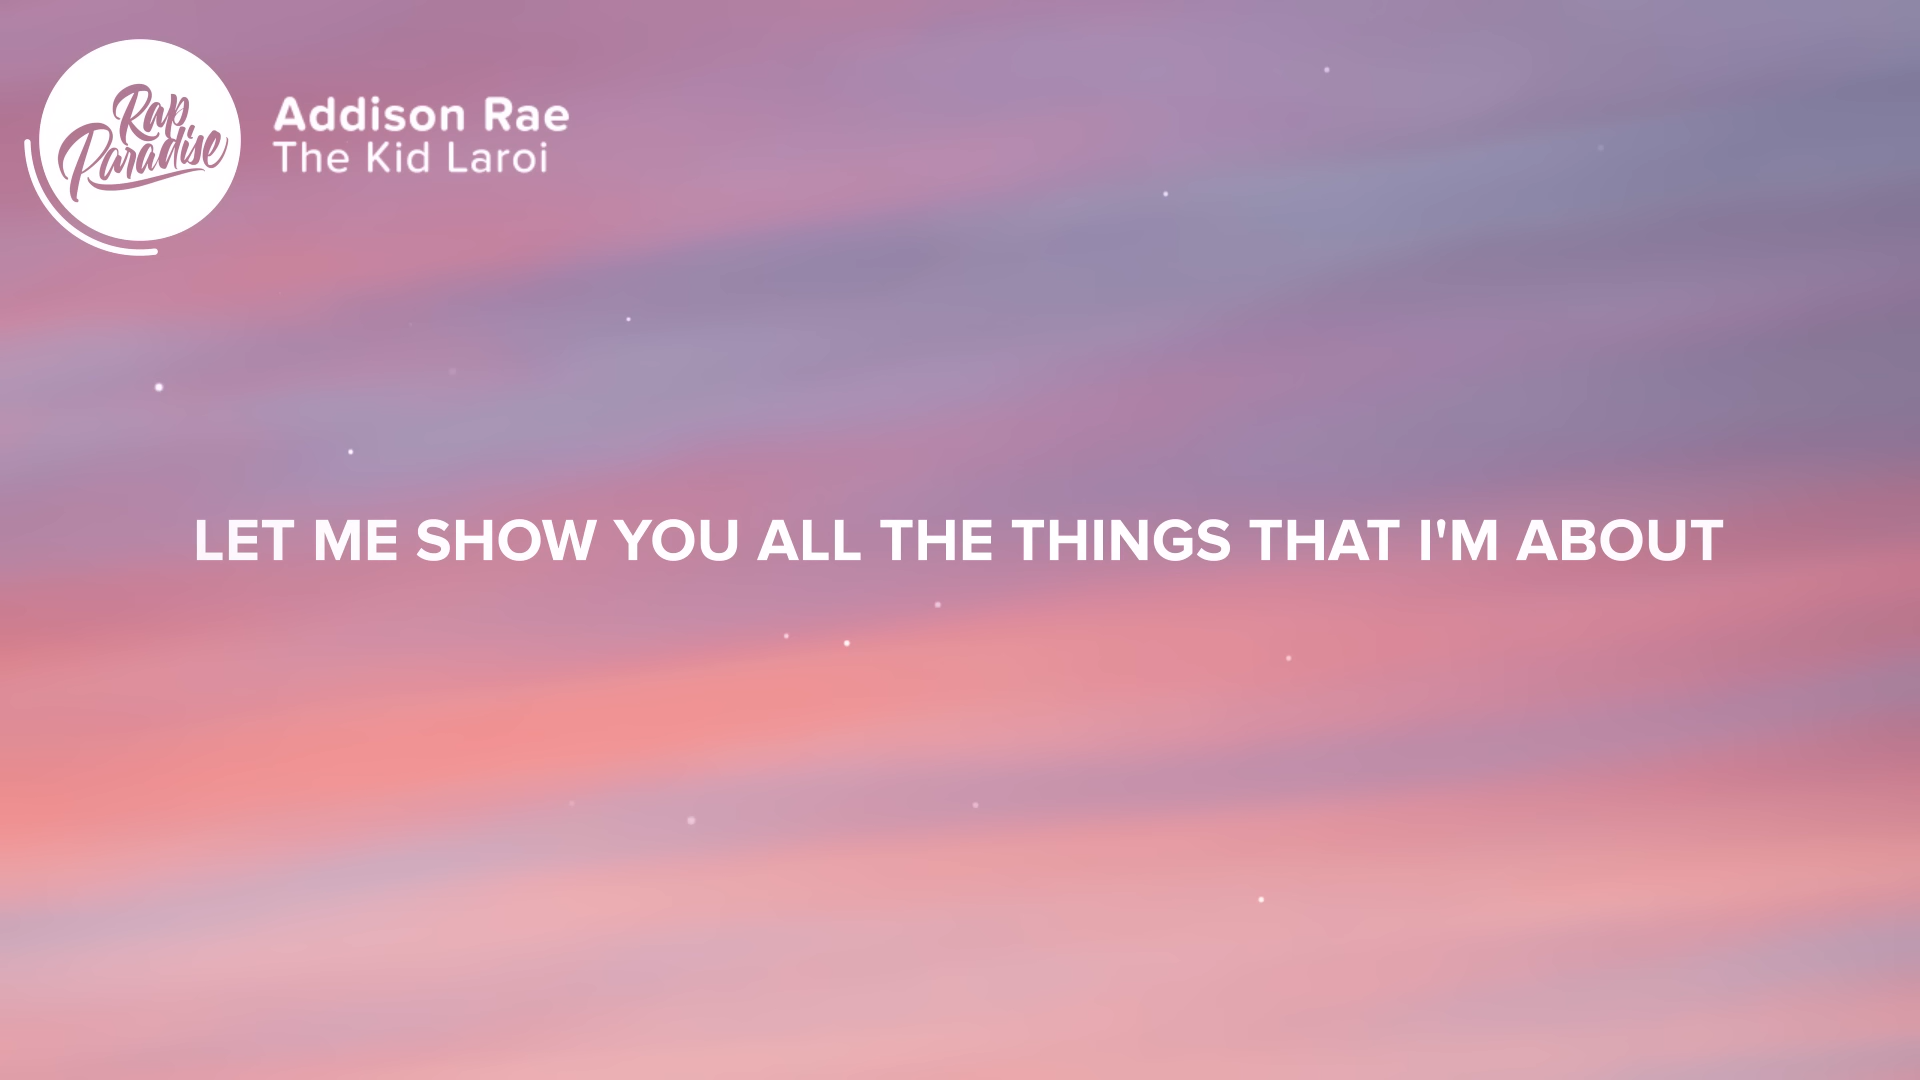 Rap
Paradise
Addison Rae
The Kid Laroi
LET ME SHOW YOU ALL THE THINGS THAT I'M ABOUT